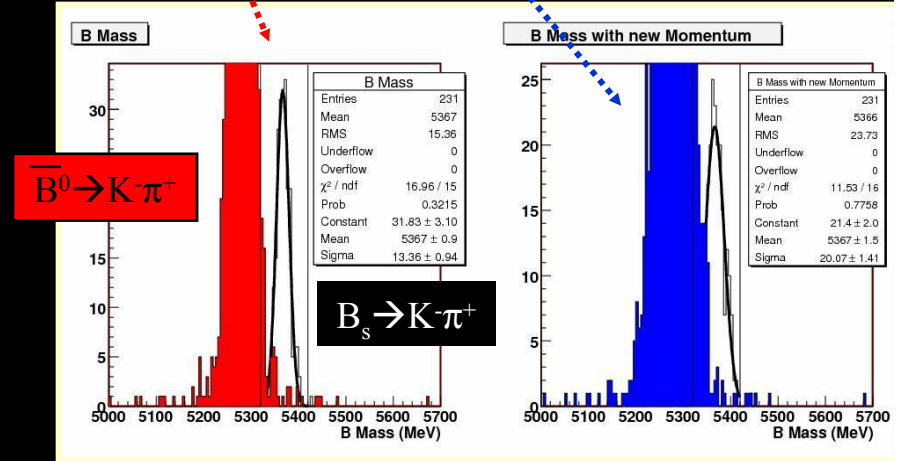 B Mass
B Mass with new Momentum
B Mass
Entries 231
Mean 5367
RMS 15.36
Underflow 0
Overflow 0
χ² / ndf 16.96 / 15
Prob 0.3215
Constant 31.83 ± 3.10
Mean 5367 ± 0.9
Sigma 13.36 ± 0.94
B Mass with new Momentum
Entries 231
Mean 5366
RMS 23.73
Underflow 0
Overflow 0
χ² / ndf 11.53 / 16
Prob 0.7758
Constant 21.4 ± 2.0
Mean 5367 ± 1.5
Sigma 20.07 ± 1.41
30
15
10
5
0
25
20
15
10
5
0
B̄⁰→K⁻π⁺
Bₛ→K⁻π⁺
5000 5100 5200 5300 5400 5500 5600 5700
B Mass (MeV)
5000 5100 5200 5300 5400 5500 5600 5700
B Mass (MeV)